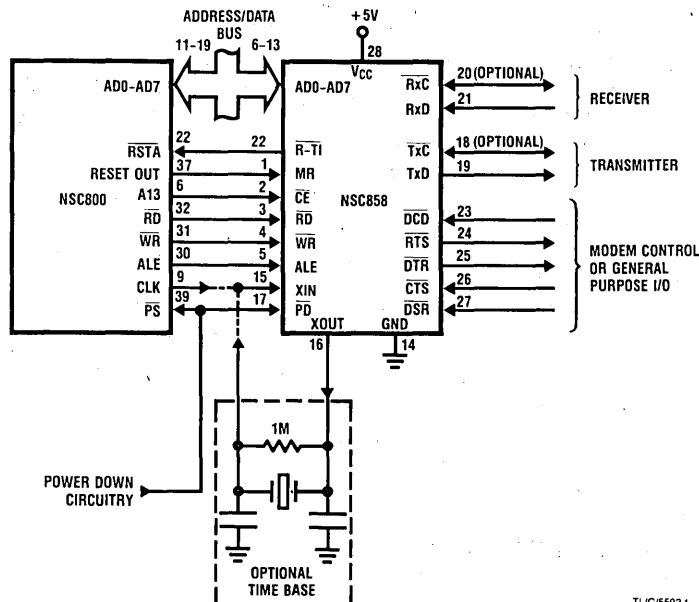 ADDRESS/DATA
BUS
11-19 6-13
+5V
28
VCC
AD0-AD7
AD0-AD7
RxC 20 (OPTIONAL)
RxD 21
RECEIVER
RSTA 22 22 R-TI
TxC 18 (OPTIONAL)
TxD 19
TRANSMITTER
RESET OUT 37 1 MR
A13 6 2 CE
NSC800
NSC858
RD 32 3 RD
WR 31 4 WR
ALE 30 5 ALE
CLK 9 15 XIN
PS 39 17 PD
DCD 23
RTS 24
DTR 25
CTS 26
DSR 27
MODEM CONTROL
OR GENERAL
PURPOSE I/O
XOUT GND
16 14
1M
POWER DOWN
CIRCUITRY
OPTIONAL
TIME BASE